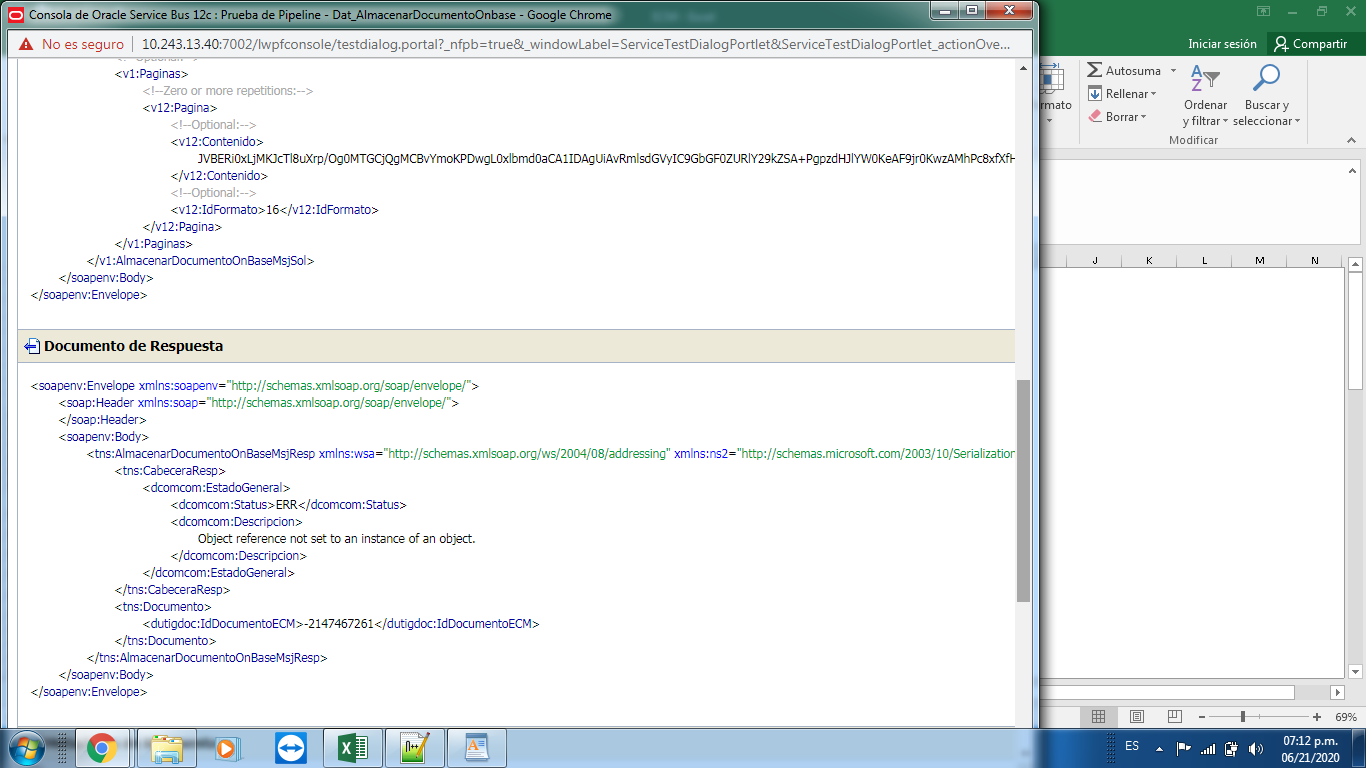 Consola de Oracle Service Bus 12c : Prueba de Pipeline - Dat_AlmacenarDocumentoOnbase - Google Chrome
No es seguro
10.243.13.40:7002/lwpfconsole/testdialog.portal?_nfpb=true&_windowLabel=ServiceTestDialogPortlet&ServiceTestDialogPortlet_actionOve...
<v1:Paginas>
<!--Zero or more repetitions:-->
<v12:Pagina>
<!--Optional:-->
<v12:Contenido>
</v12:Contenido>
<!--Optional:-->
<v12:IdFormato>16</v12:IdFormato>
</v12:Pagina>
</v1:Paginas>
</v1:AlmacenarDocumentoOnBaseMsjSol>
</soapenv:Body>
</soapenv:Envelope>
Documento de Respuesta
<soapenv:Envelope xmlns:soapenv="http://schemas.xmlsoap.org/soap/envelope/">
<soap:Header xmlns:soap="http://schemas.xmlsoap.org/soap/envelope/">
</soap:Header>
<soapenv:Body>
<tns:AlmacenarDocumentoOnBaseMsjResp xmlns:wsa="http://schemas.xmlsoap.org/ws/2004/08/addressing" xmlns:ns2="http://schemas.microsoft.com/2003/10/Serialization
<tns:CabeceraResp>
<dcomcom:EstadoGeneral>
<dcomcom:Status>ERR</dcomcom:Status>
<dcomcom:Descripcion>
Object reference not set to an instance of an object.
</dcomcom:Descripcion>
</dcomcom:EstadoGeneral>
</tns:CabeceraResp>
<tns:Documento>
<dutigdoc:IdDocumentoECM>-2147467261</dutigdoc:IdDocumentoECM>
</tns:Documento>
</tns:AlmacenarDocumentoOnBaseMsjResp>
</soapenv:Body>
</soapenv:Envelope>
Iniciar sesión
Compartir
Autosuma
Rellenar
Borrar
Ordenar
y filtrar
Buscar y
seleccionar
Modificar
J K L M N
69%
ES
07:12 p.m.
06/21/2020